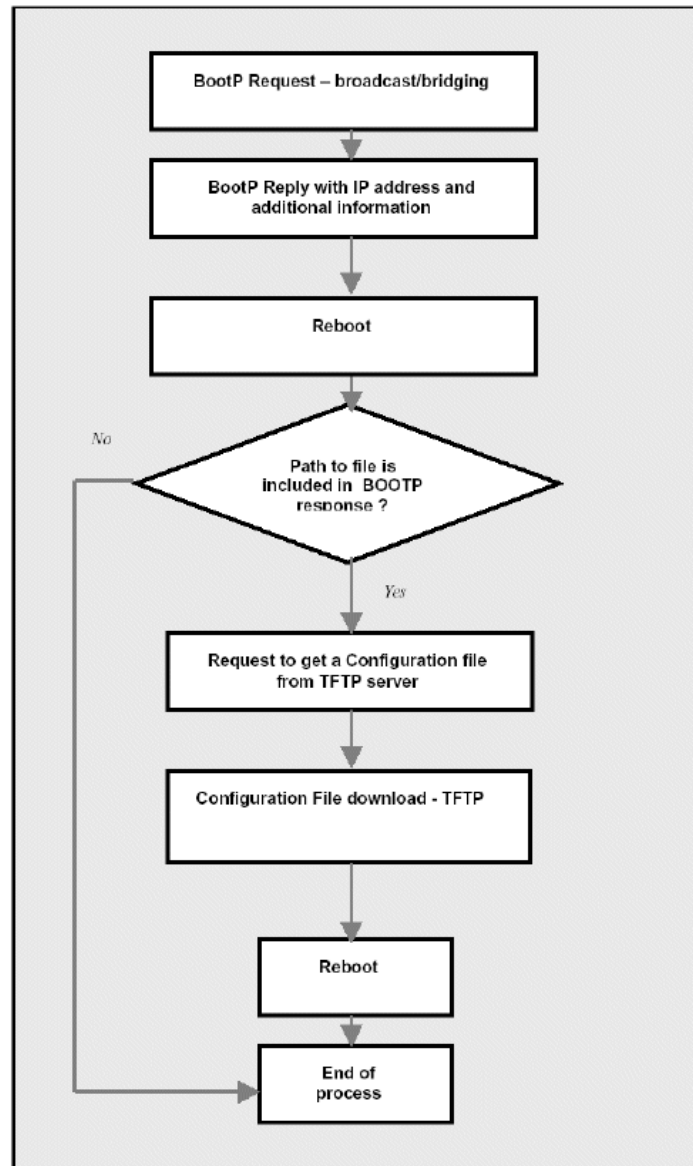 BootP Request – broadcast/bridging
BootP Reply with IP address and
additional information
Reboot
No
Path to file is
included in BOOTP
response ?
Yes
Request to get a Configuration file
from TFTP server
Configuration File download - TFTP
Reboot
End of
process